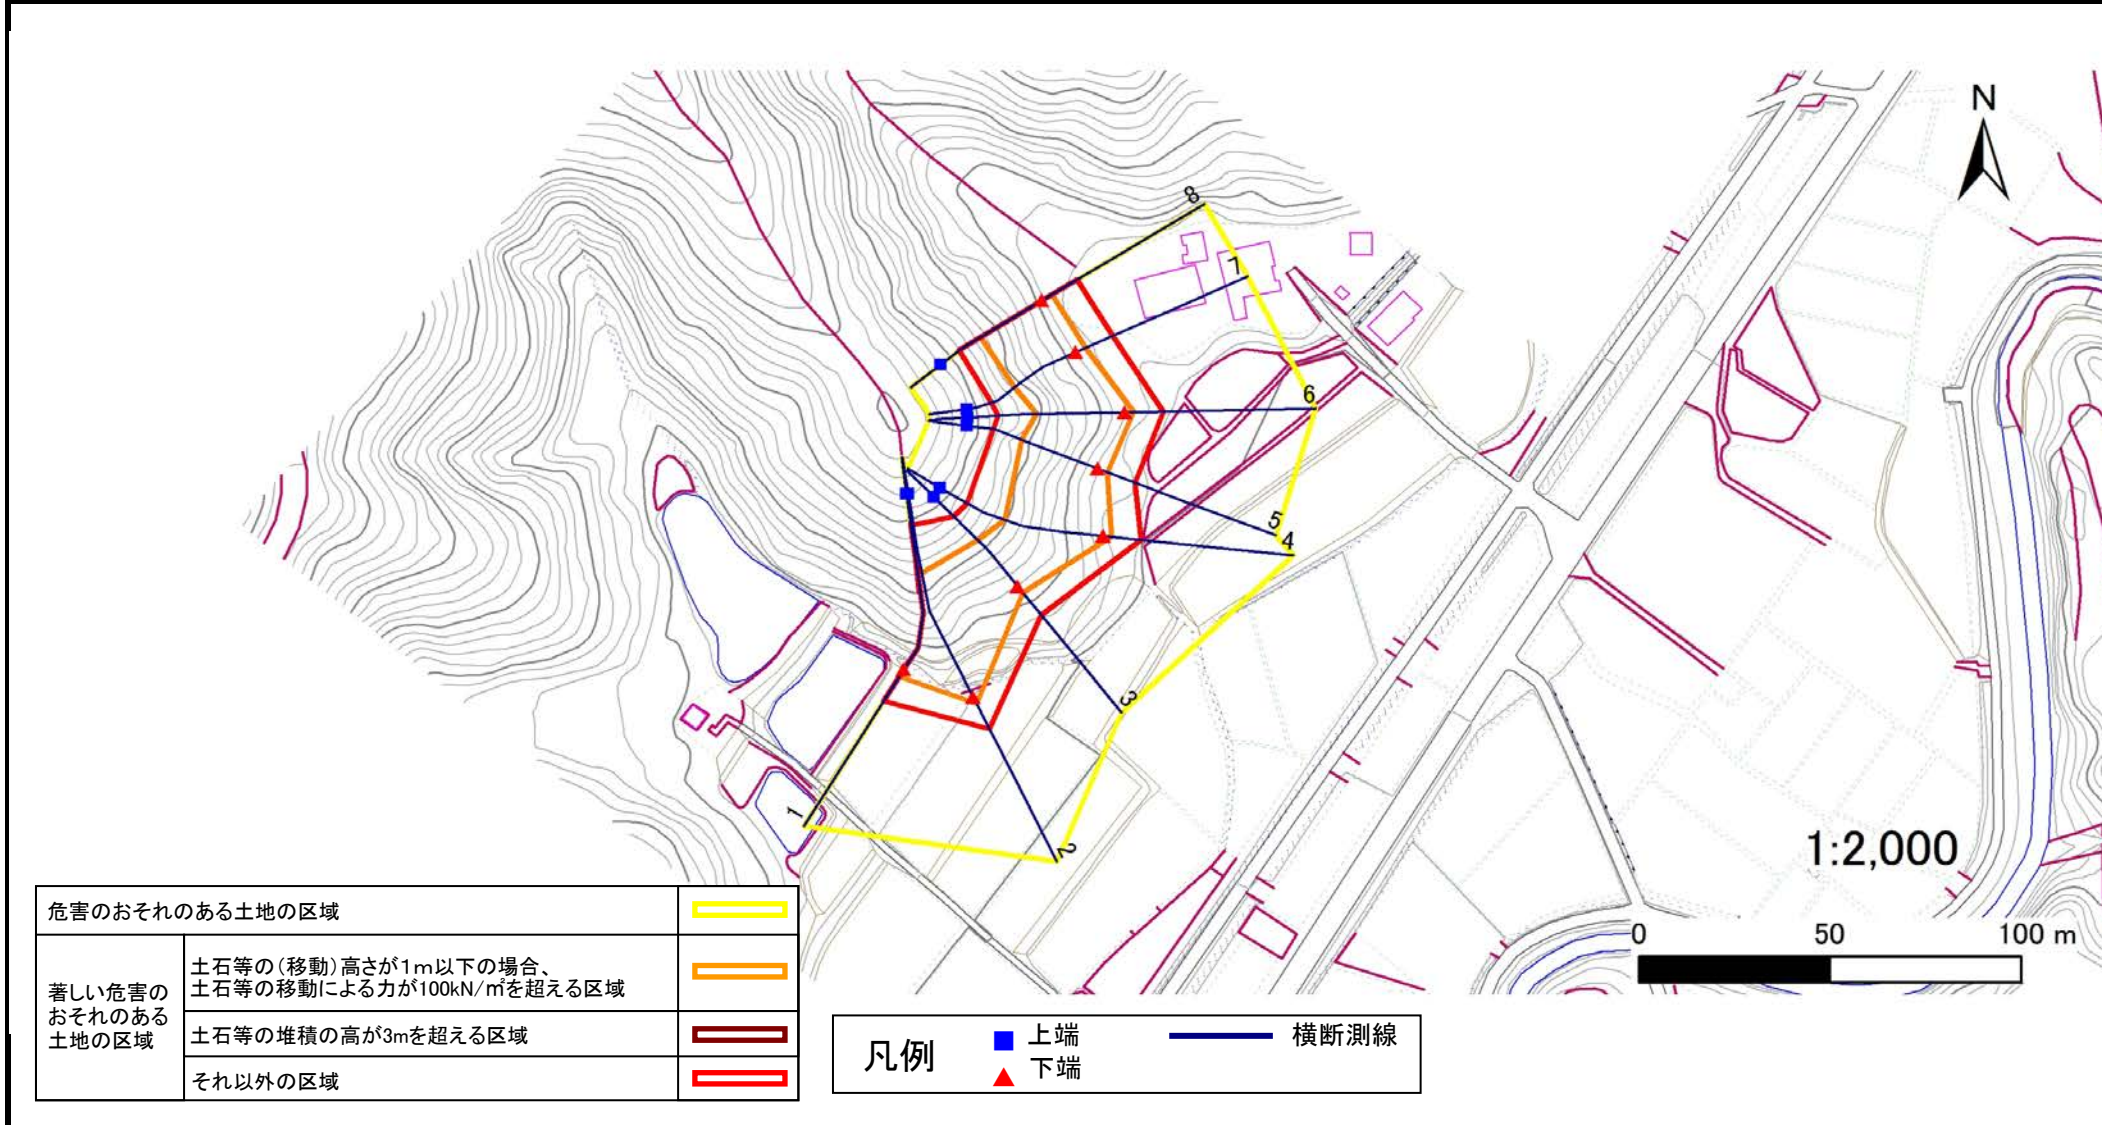 N
8
7
6
5
4
3
2
1
1:2,000
0 50 100 m
危害のおそれのある土地の区域
著しい危害の
おそれのある
土地の区域
土石等の(移動)高さが1m以下の場合、
土石等の移動による力が100kN/㎡を超える区域
土石等の堆積の高が3mを超える区域
それ以外の区域
凡例
上端
下端
横断測線